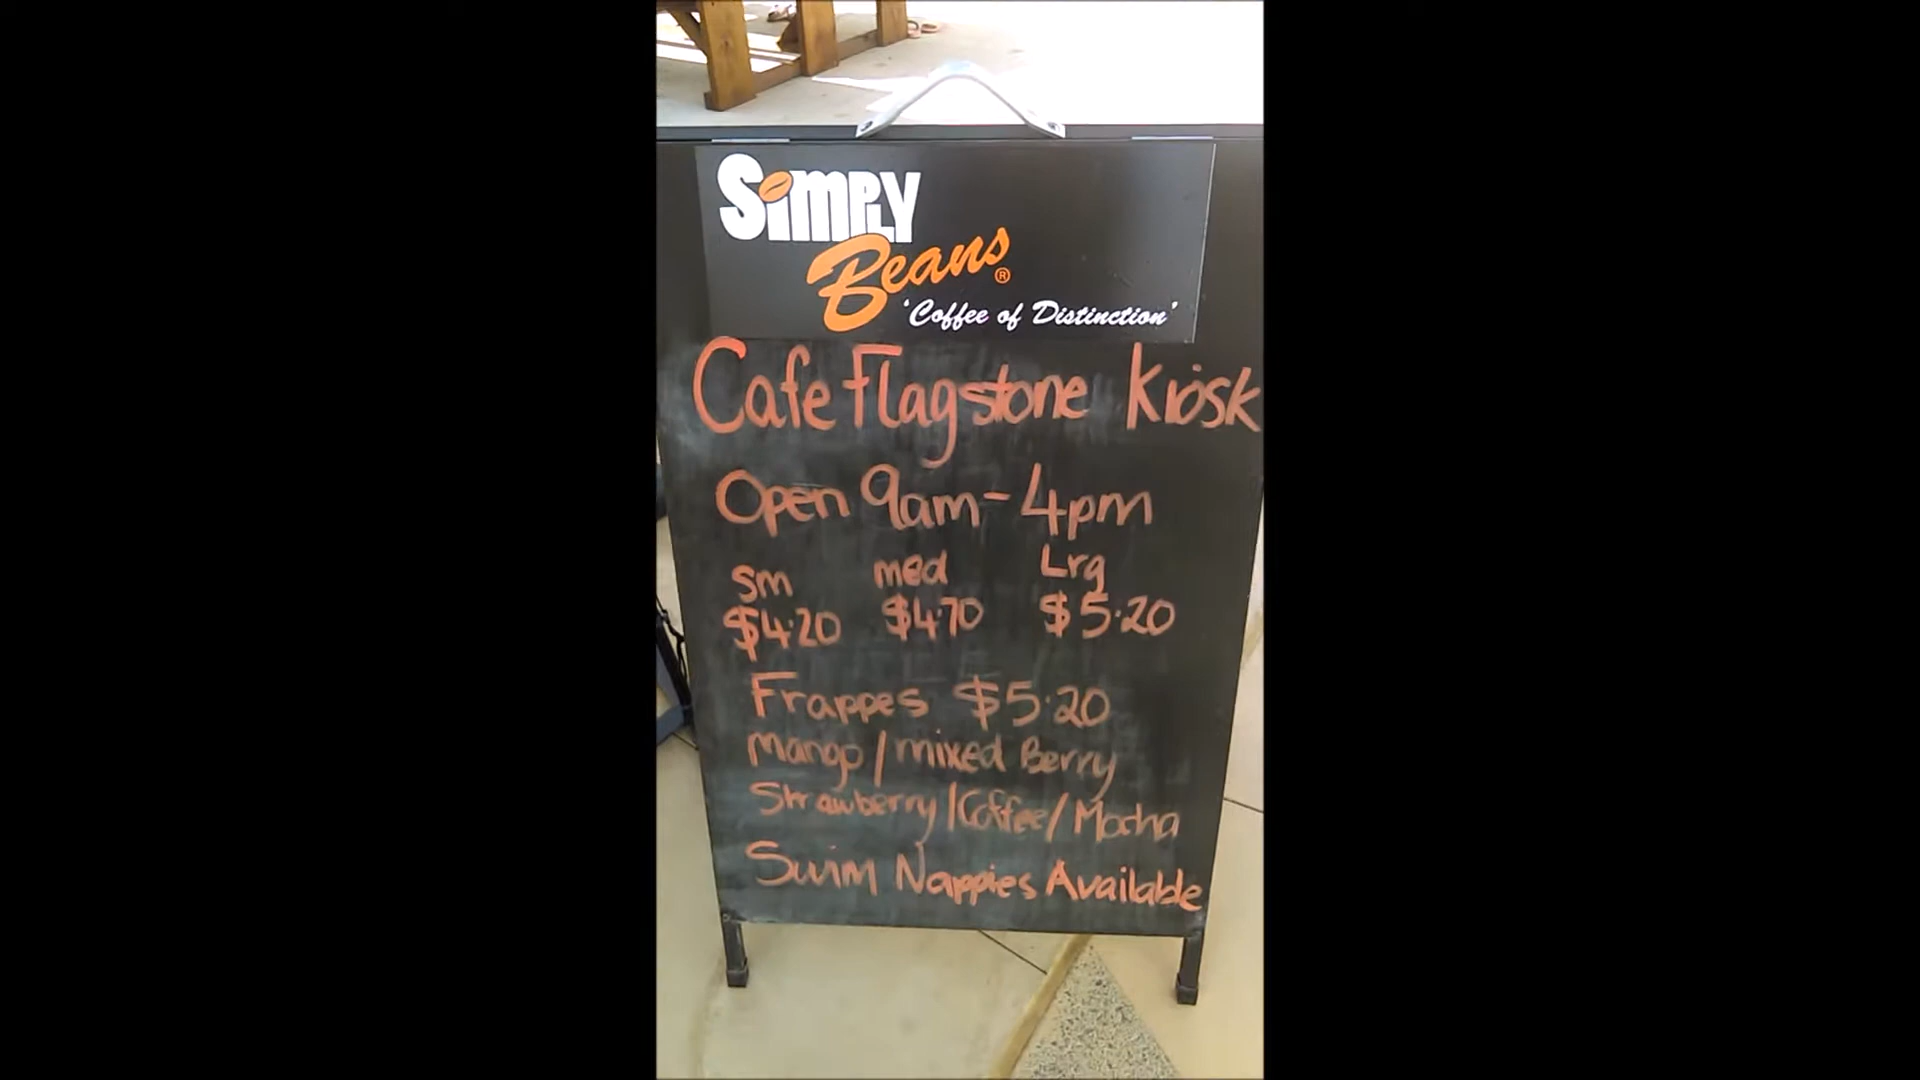 SiMPLY
Beans®
'Coffee of Distinction'
Cafe Flagstone Kiosk
Open 9am - 4pm
sm med Lrg
$4.20 $4.70 $5.20
Frappes $5.20
Mango/mixed Berry
Strawberry/Coffee/Mocha
Swim Nappies Available